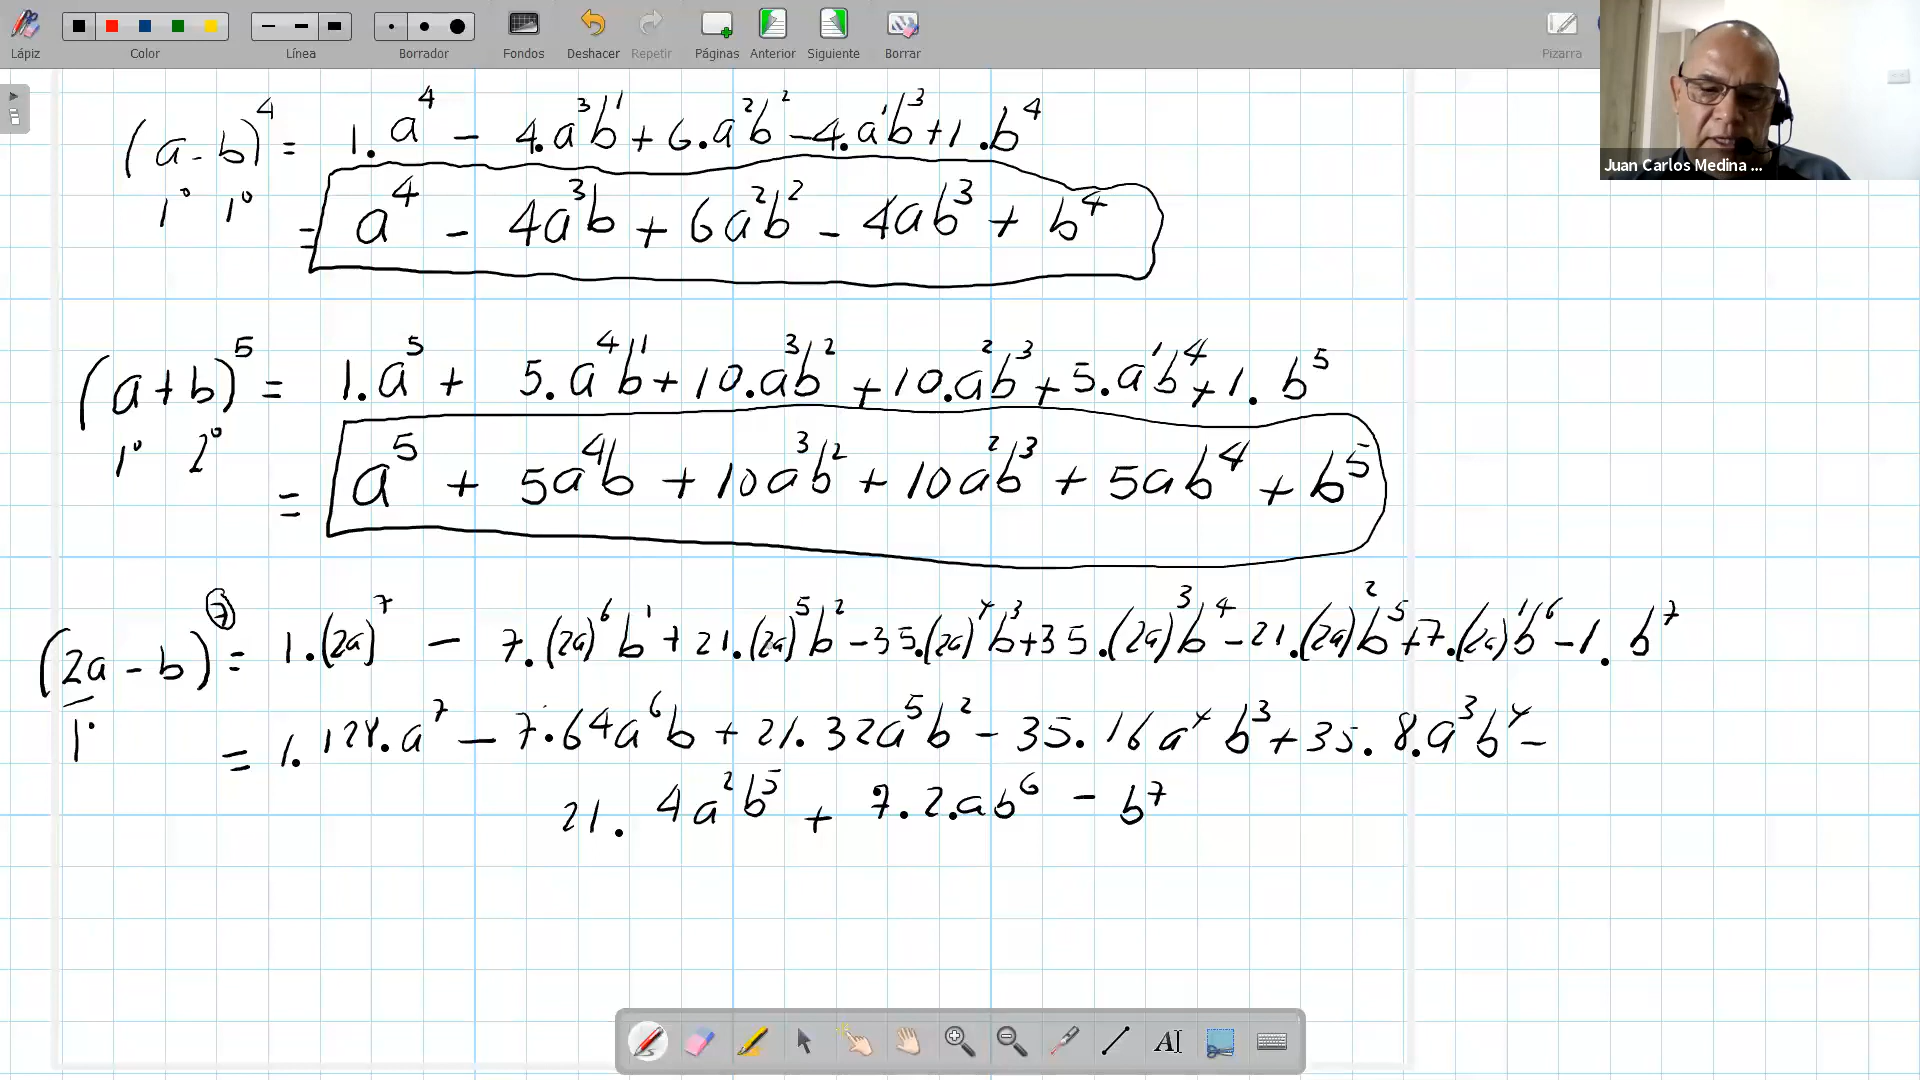 Lápiz Color Línea Borrador Fondos Deshacer Repetir Páginas Anterior Siguiente Borrar Pizarra
Juan Carlos Medina ...
(a - b)^4 = 1.a^4 - 4.a^3b^1 + 6.a^2b^2 - 4.a^1b^3 + 1.b^4
1° 1°
= a^4 - 4a^3b + 6a^2b^2 - 4ab^3 + b^4
(a + b)^5 = 1.a^5 + 5.a^4b^1 + 10.a^3b^2 + 10.a^2b^3 + 5.a^1b^4 + 1.b^5
1° 2°
= a^5 + 5a^4b + 10a^3b^2 + 10a^2b^3 + 5ab^4 + b^5
(2a - b)^7 = 1.(2a)^7 - 7.(2a)^6b^1 + 21.(2a)^5b^2 - 35.(2a)^4b^3 + 35.(2a)^3b^4 - 21.(2a)^2b^5 + 7.(2a)^1b^6 - 1.b^7
1°
= 1.128.a^7 - 7.64a^6b + 21.32a^5b^2 - 35.16a^4b^3 + 35.8.a^3b^4 -
21.4a^2b^5 + 7.2.ab^6 - b^7